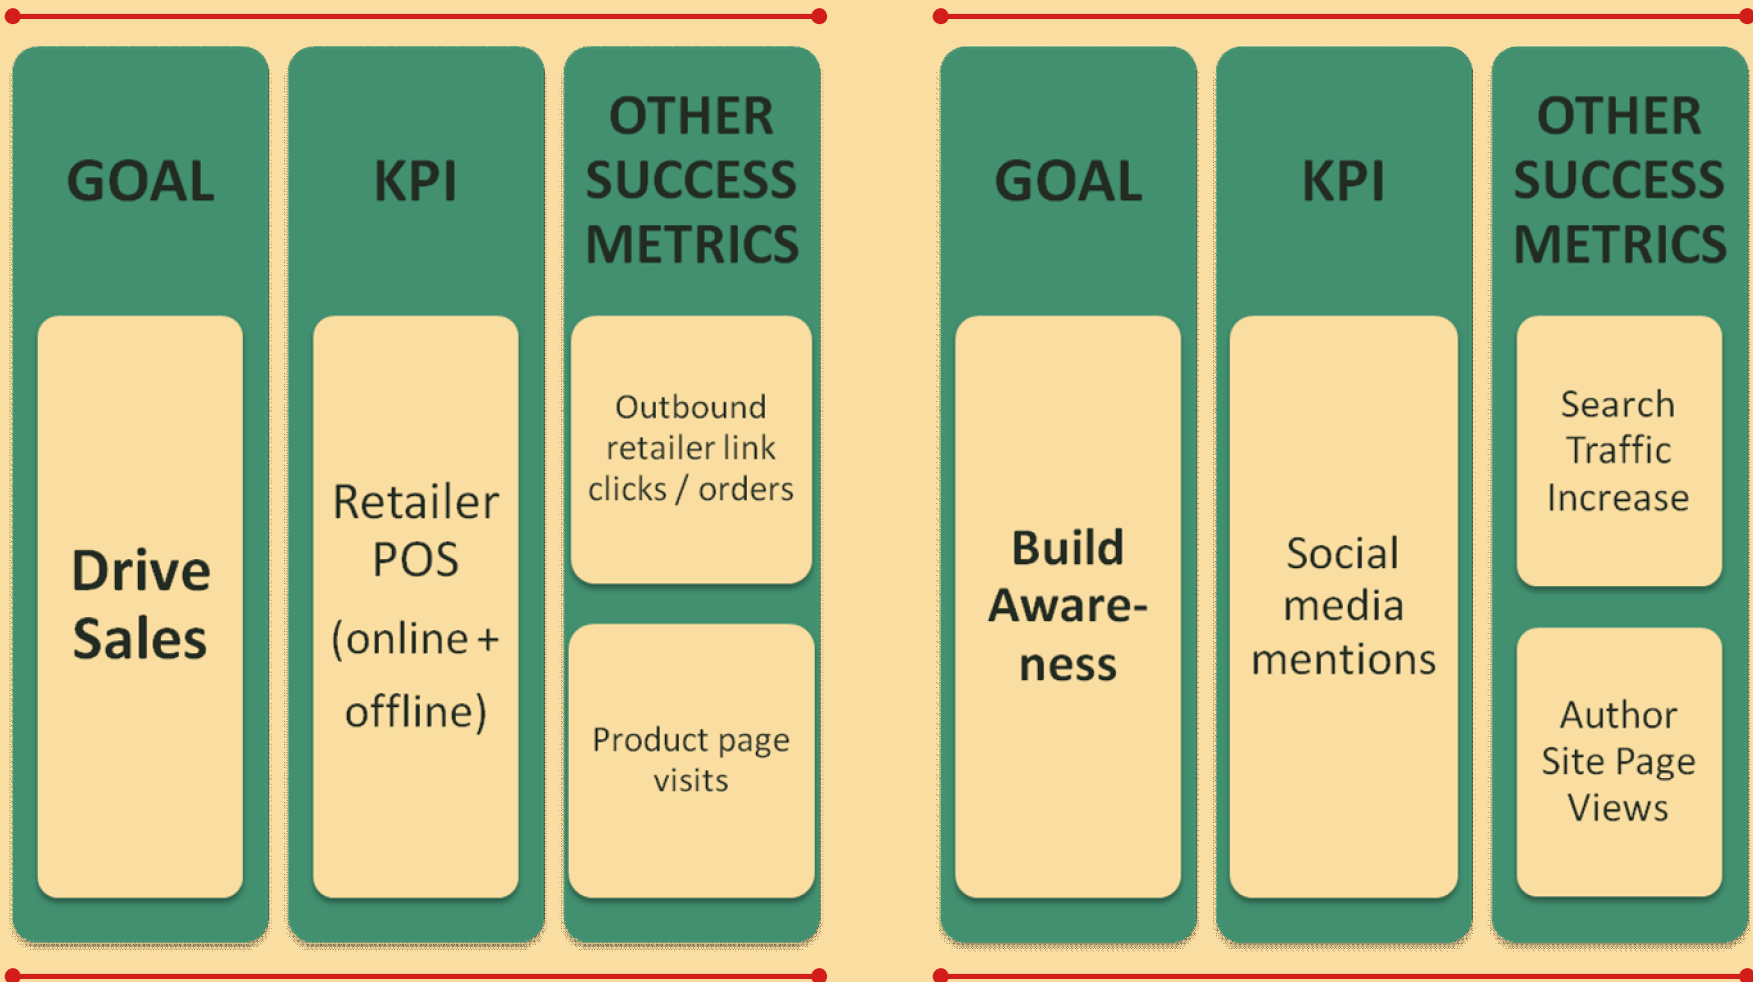 GOAL
Drive
Sales
KPI
Retailer
POS
(online +
offline)
OTHER
SUCCESS
METRICS
Outbound
retailer link
clicks / orders
Product page
visits
GOAL
Build
Aware-
ness
KPI
Social
media
mentions
OTHER
SUCCESS
METRICS
Search
Traffic
Increase
Author
Site Page
Views